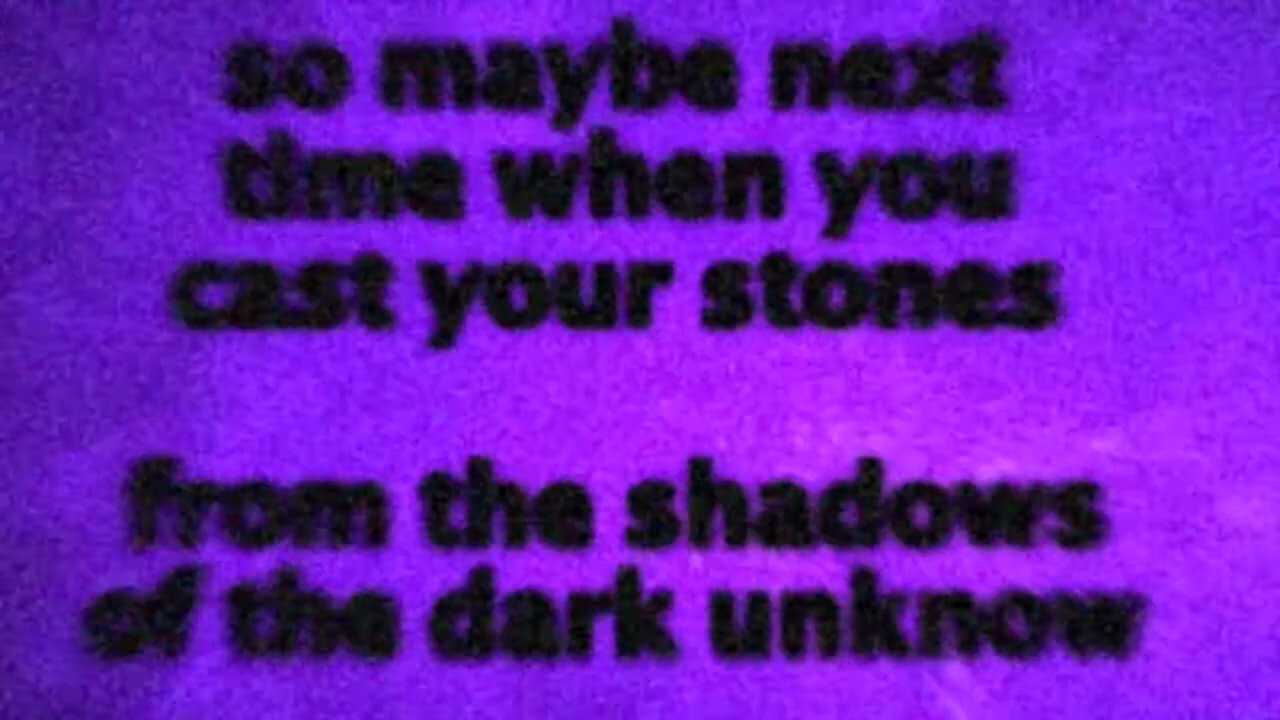 so maybe next
time when you
cast your stones
from the shadows
of the dark unknow